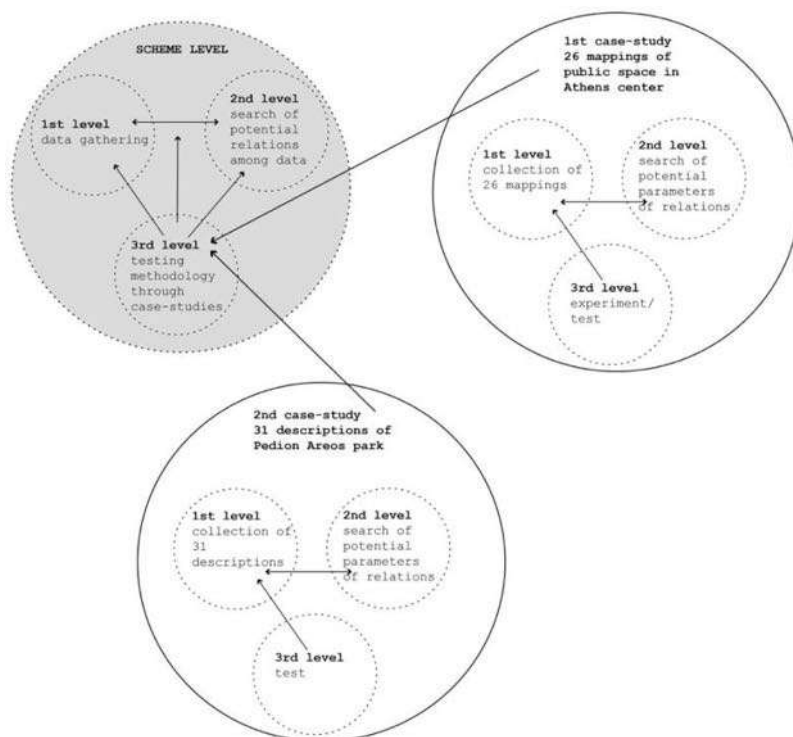 SCHEME LEVEL
1st level
data gathering
2nd level
search of
potential
relations
among data
3rd level
testing
methodology
through
case-studies
1st case-study
26 mappings of
public space in
Athens center
1st level
collection of
26 mappings
2nd level
search of
potential
parameters
of relations
3rd level
experiment/
test
2nd case-study
31 descriptions of
Pedion Areos park
1st level
collection of
31
descriptions
2nd level
search of
potential
parameters
of relations
3rd level
test